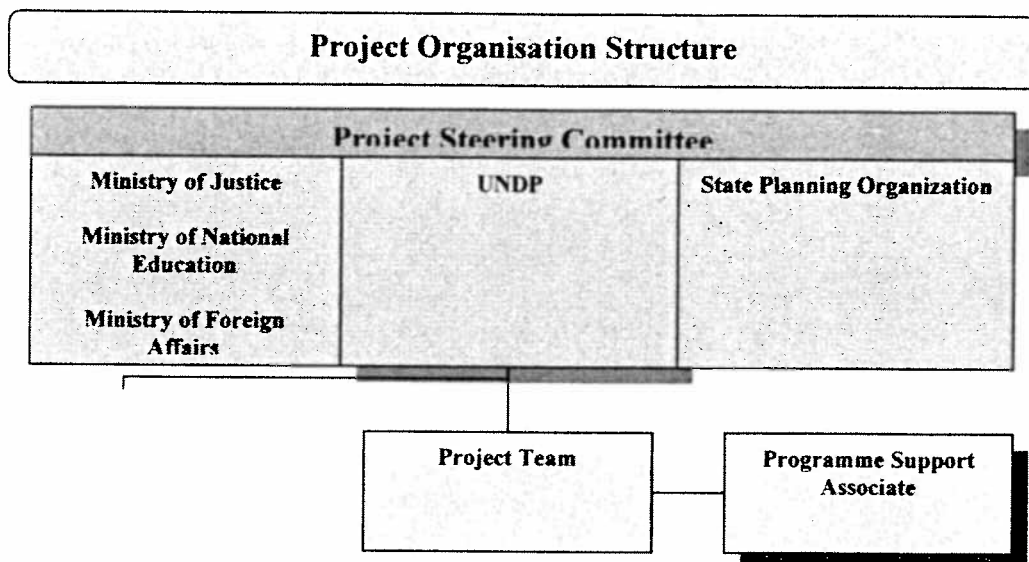 Project Organisation Structure
Project Steering Committee
Ministry of Justice
Ministry of National
Education
Ministry of Foreign
Affairs
UNDP
State Planning Organization
Project Team
Programme Support
Associate